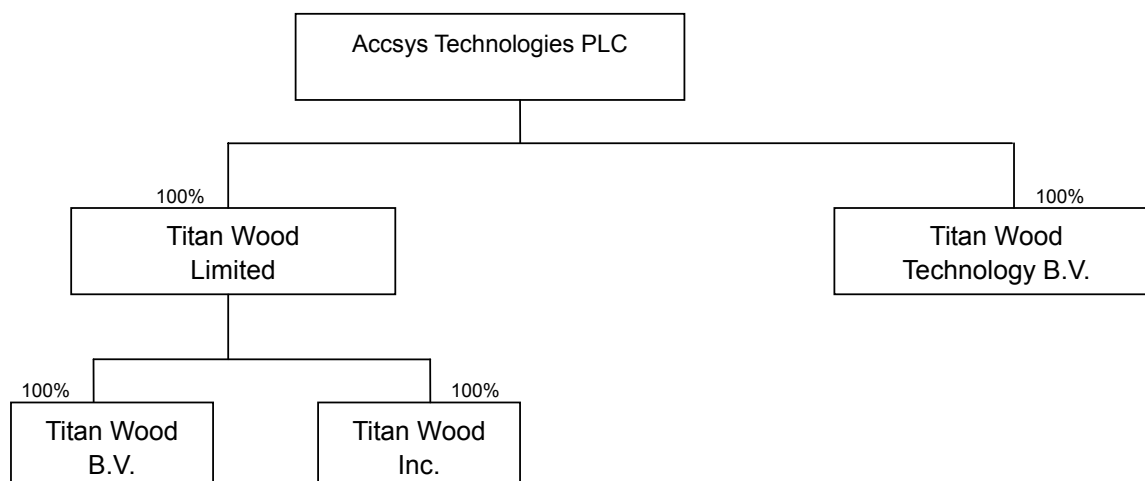 Accsys Technologies PLC
100%
100%
Titan Wood
Limited
Titan Wood
Technology B.V.
100%
100%
Titan Wood
B.V.
Titan Wood
Inc.